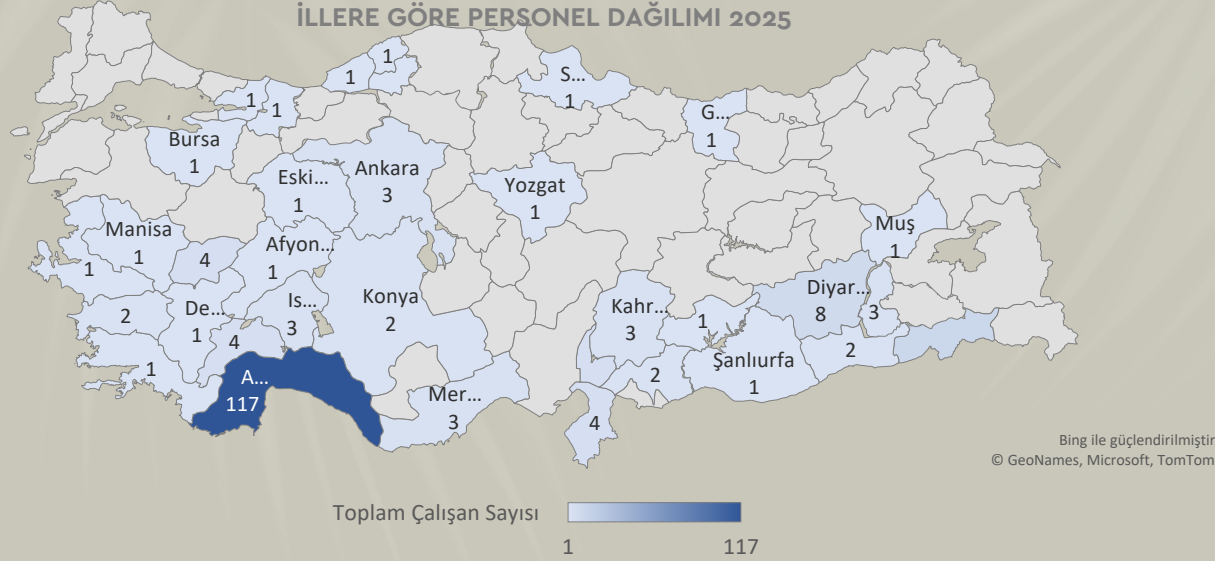 İLLERE GÖRE PERSONEL DAĞILIMI 2025
1
1
S...
1
1
1
G...
1
Bursa
1
Eski...
1
Ankara
3
Yozgat
1
Manisa
1
4
Afyon...
1
Muş
1
1
2
De...
1
Is...
3
Konya
2
Kahr...
3
1
Diyar...
8
3
4
1
A...
117
Mer...
3
2
Şanlıurfa
1
2
4
Bing ile güçlendirilmiştir
© GeoNames, Microsoft, TomTom
Toplam Çalışan Sayısı
1
117